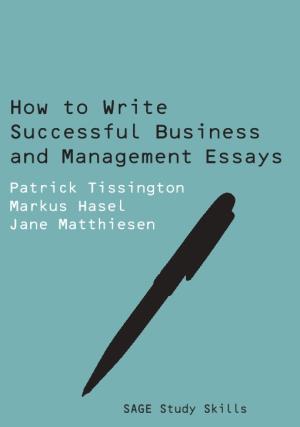 How to Write
Successful Business
and Management Essays
Patrick Tissington
Markus Hasel
Jane Matthiesen
SAGE Study Skills